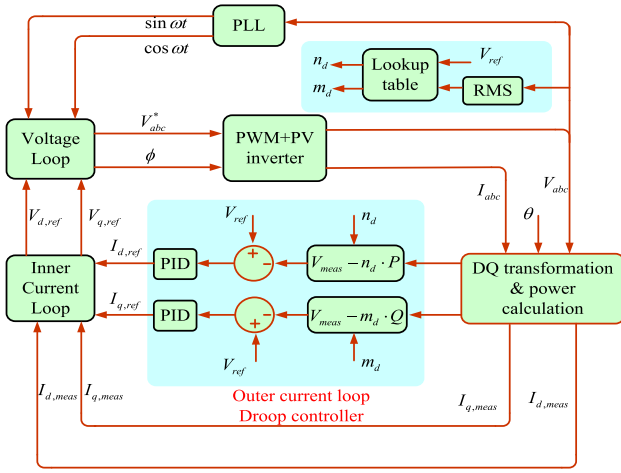 sin ωt
PLL
cos ωt
n_d
m_d
Lookup
table
V_ref
RMS
Voltage
Loop
V*_abc
ϕ
PWM+PV
inverter
I_abc
V_abc
θ
V_d,ref
V_q,ref
Inner
Current
Loop
I_d,ref
I_q,ref
PID
PID
V_ref
+
-
n_d
V_meas − n_d · P
-
+
V_ref
V_meas − m_d · Q
m_d
DQ transformation
& power
calculation
Outer current loop
Droop controller
I_d,meas
I_q,meas
I_q,meas
I_d,meas